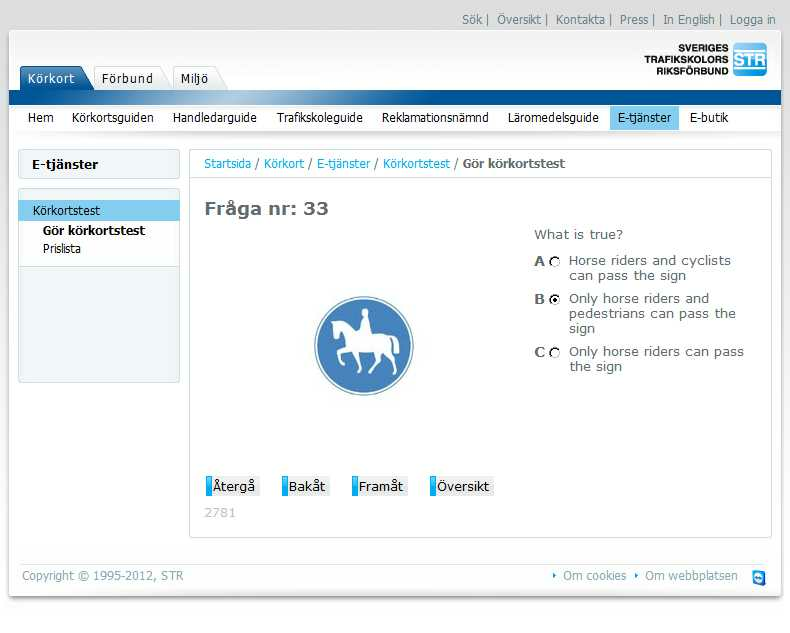 Sök | Översikt | Kontakta | Press | In English | Logga in
SVERIGES
TRAFIKSKOLORS
RIKSFÖRBUND
STR
Körkort Förbund Miljö
Hem Körkortsguiden Handledarguide Trafikskoleguide Reklamationsnämnd Läromedelsguide E-tjänster E-butik
E-tjänster
Körkortstest
Gör körkortstest
Prislista
Startsida / Körkort / E-tjänster / Körkortstest / Gör körkortstest
Fråga nr: 33
What is true?
A Horse riders and cyclists
can pass the sign
B Only horse riders and
pedestrians can pass the
sign
C Only horse riders can pass
the sign
Återgå Bakåt Framåt Översikt
2781
Copyright © 1995-2012, STR
Om cookies Om webbplatsen